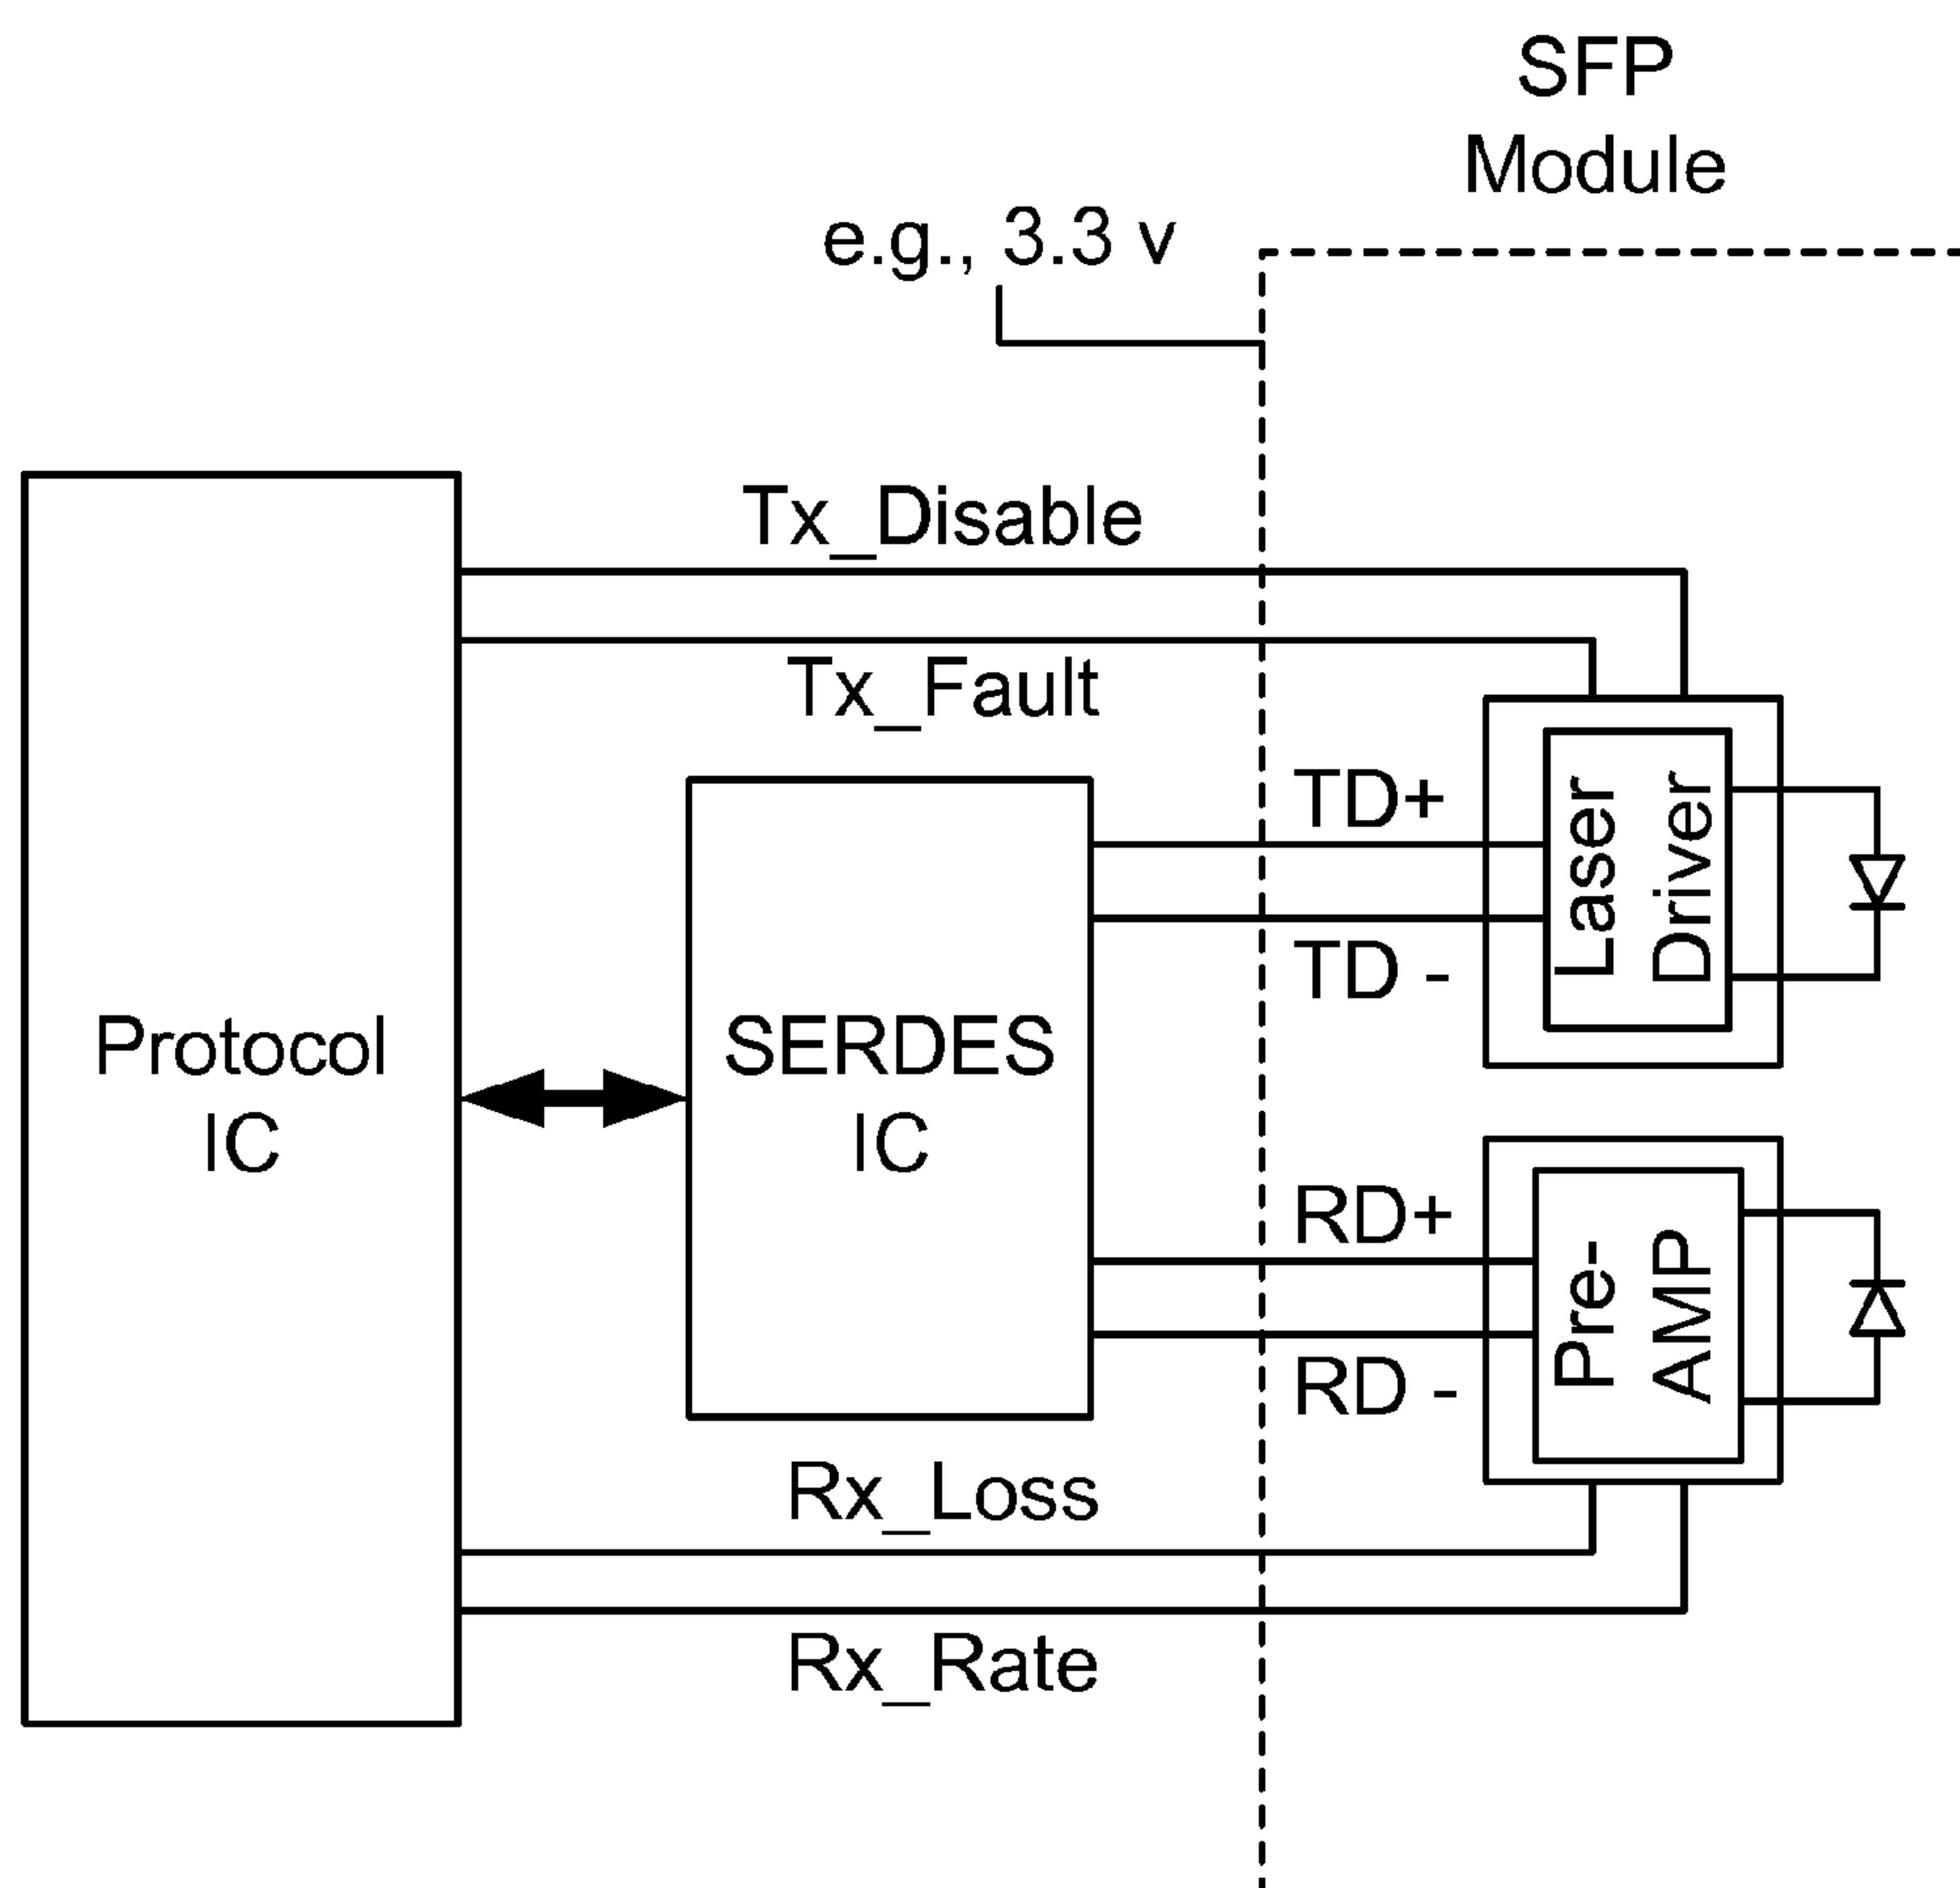 SFP
Module
e.g., 3.3 v
Tx_Disable
Tx_Fault
TD+
TD -
Laser
Driver
Protocol
IC
SERDES
IC
RD+
RD -
Pre-
AMP
Rx_Loss
Rx_Rate